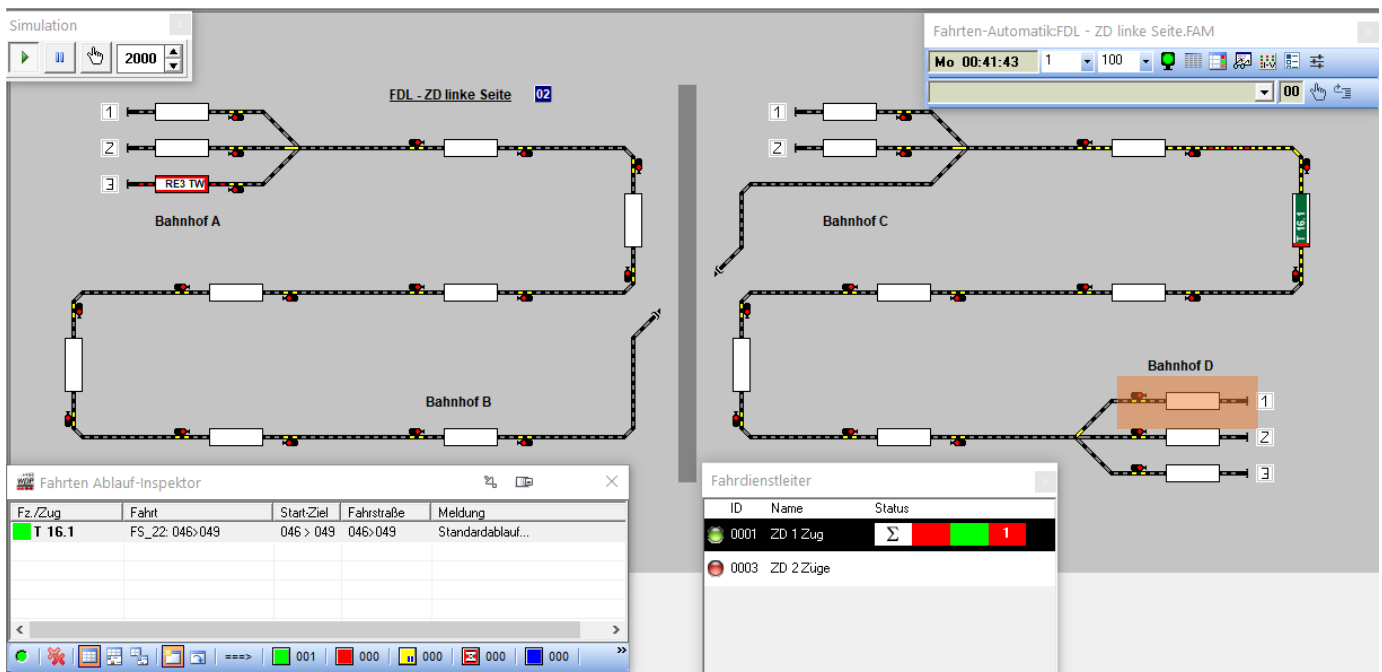 Simulation
2000
Fahrten-Automatik:FDL - ZD linke Seite.FAM
Mo 00:41:43 1 100
00
FDL - ZD linke Seite 02
1
2
3 RE3 TW
Bahnhof A
1
2
Bahnhof C
T 16.1
Bahnhof B
Bahnhof D
1
2
3
Fahrten Ablauf-Inspektor
Fz./Zug Fahrt Start-Ziel Fahrstraße Meldung
T 16.1 FS_22: 046>049 046 > 049 046>049 Standardablauf...
===> 001 000 000 000 000 »
Fahrdienstleiter
ID Name Status
0001 ZD 1 Zug Σ 1
0003 ZD 2 Züge